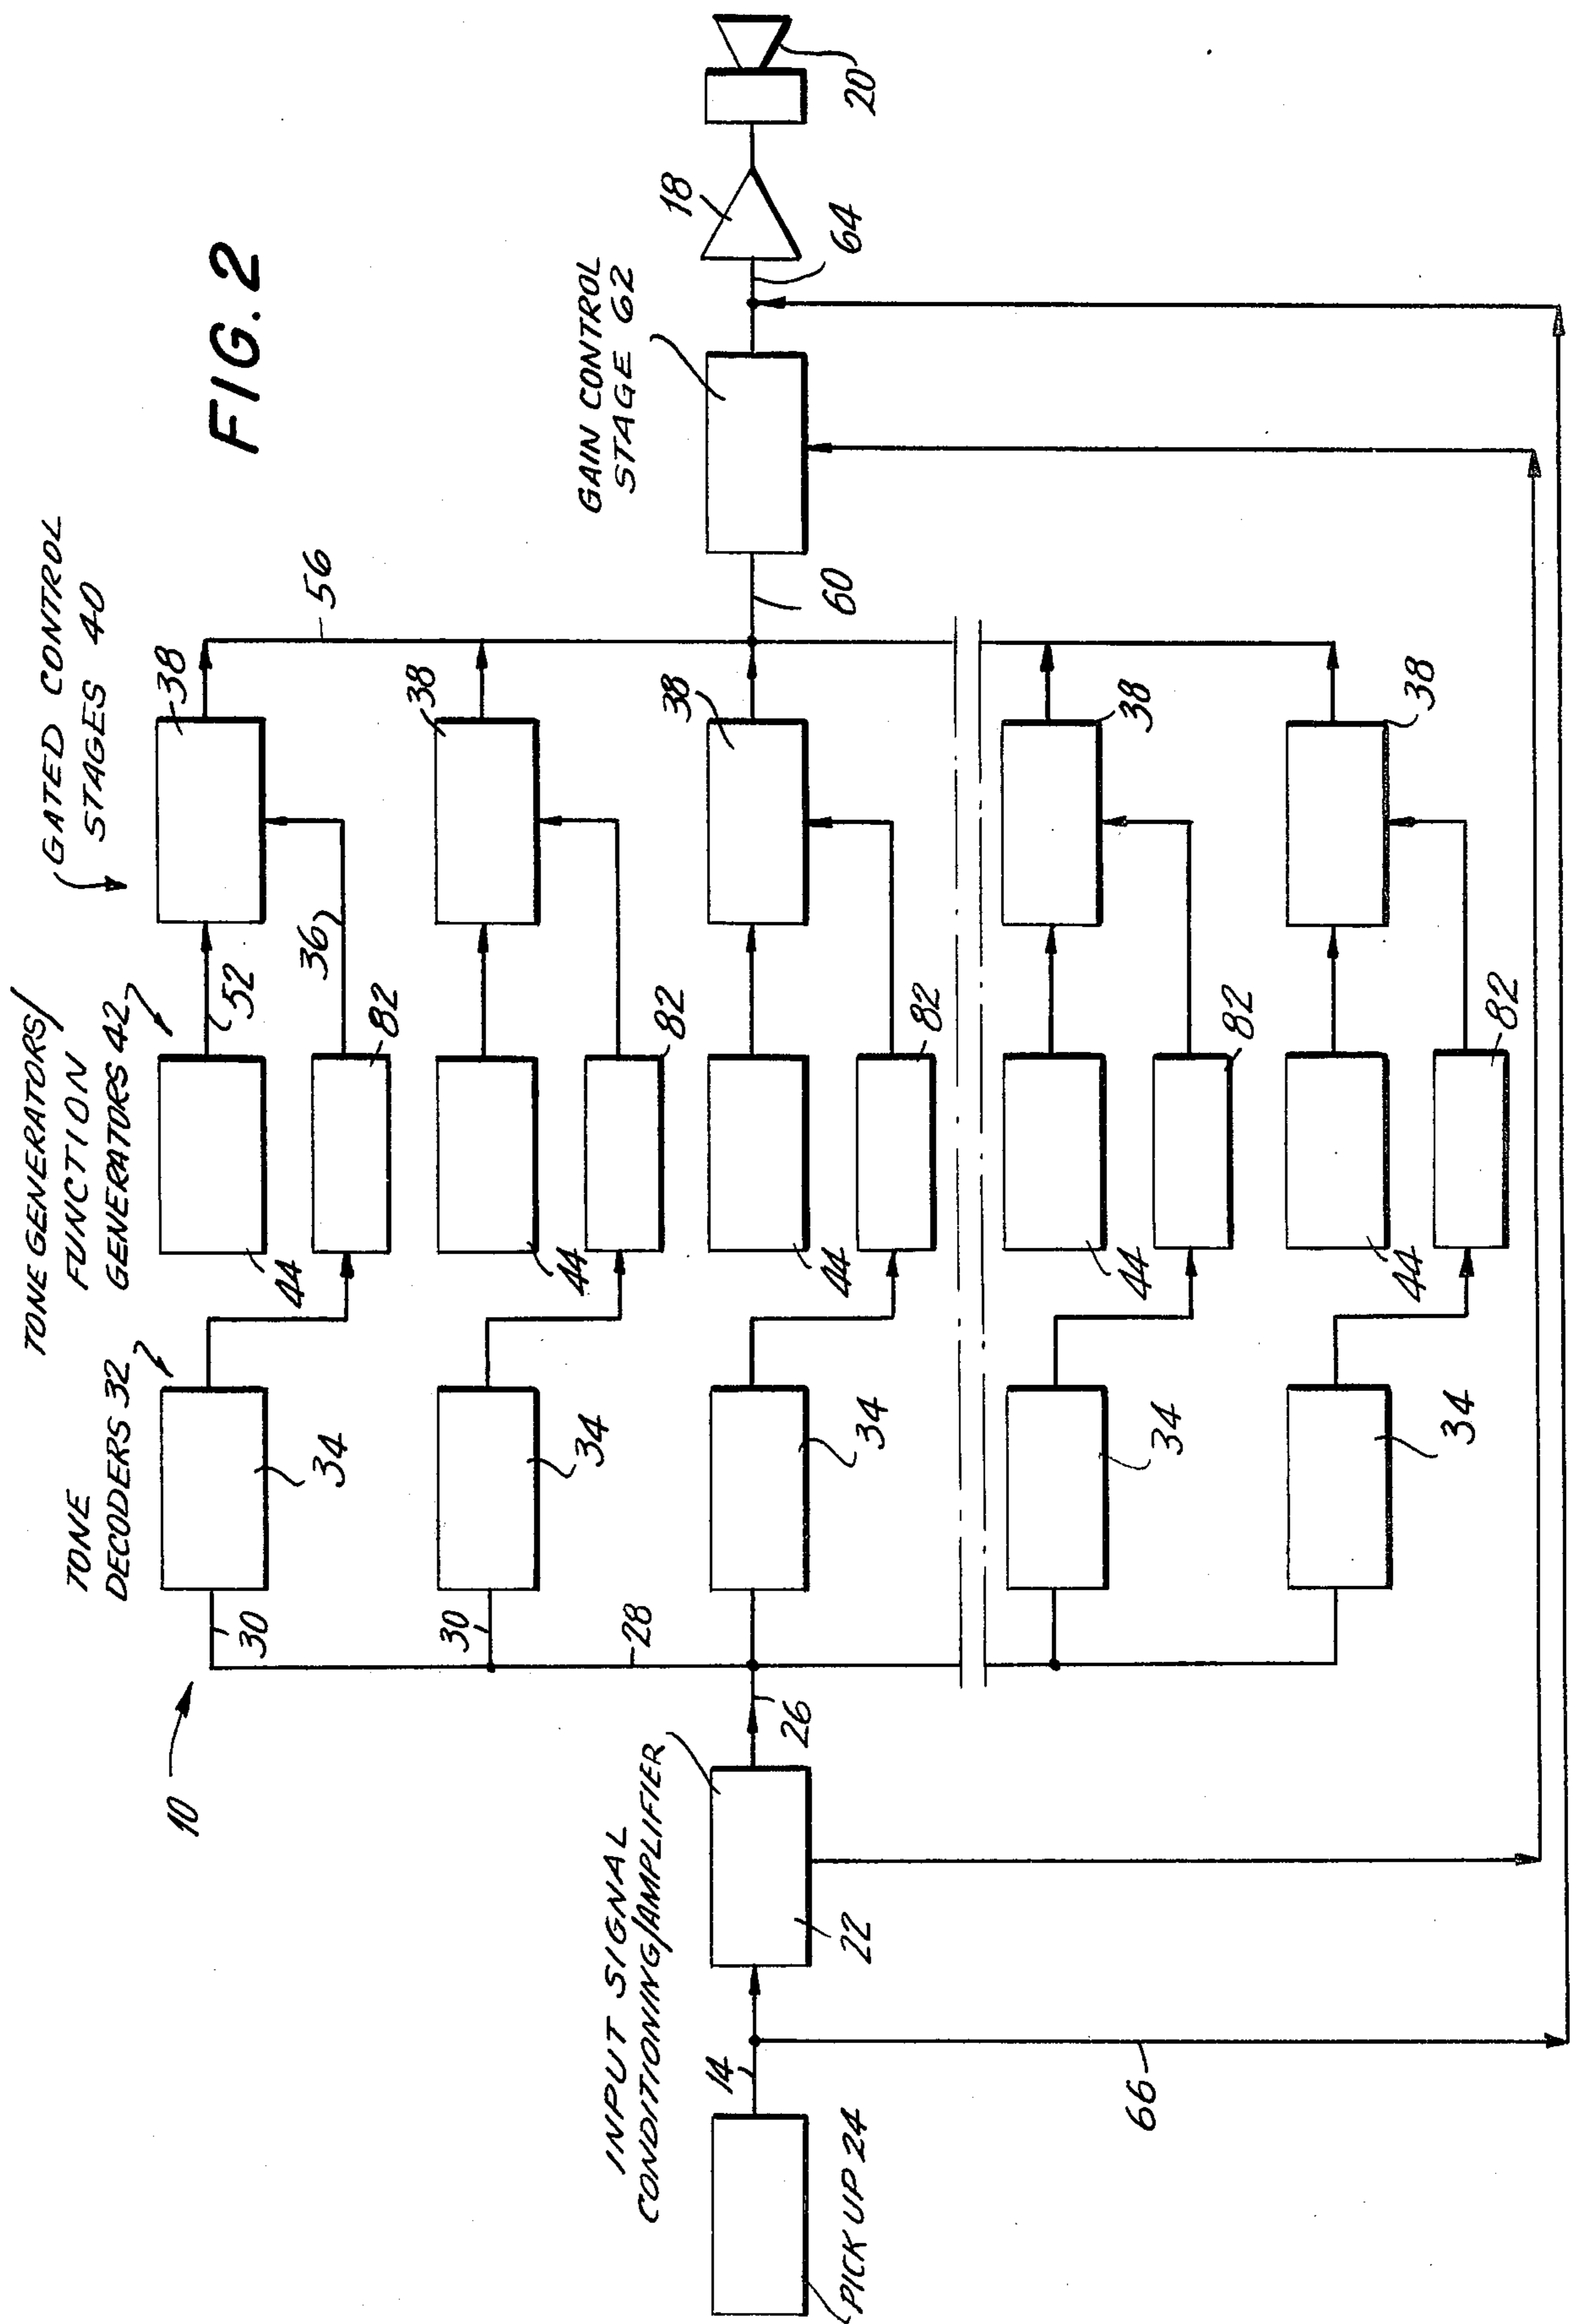 FIG. 2
10
PICK UP 24
14
66
INPUT SIGNAL
CONDITIONING/AMPLIFIER
22
26
28
30
30
TONE
DECODERS 32
34
34
34
34
34
TONE GENERATORS/
FUNCTION
GENERATORS 42
44
44
44
44
44
82
82
82
82
82
52
36
GATED CONTROL
STAGES 40
38
38
38
38
38
56
60
GAIN CONTROL
STAGE 62
64
18
20